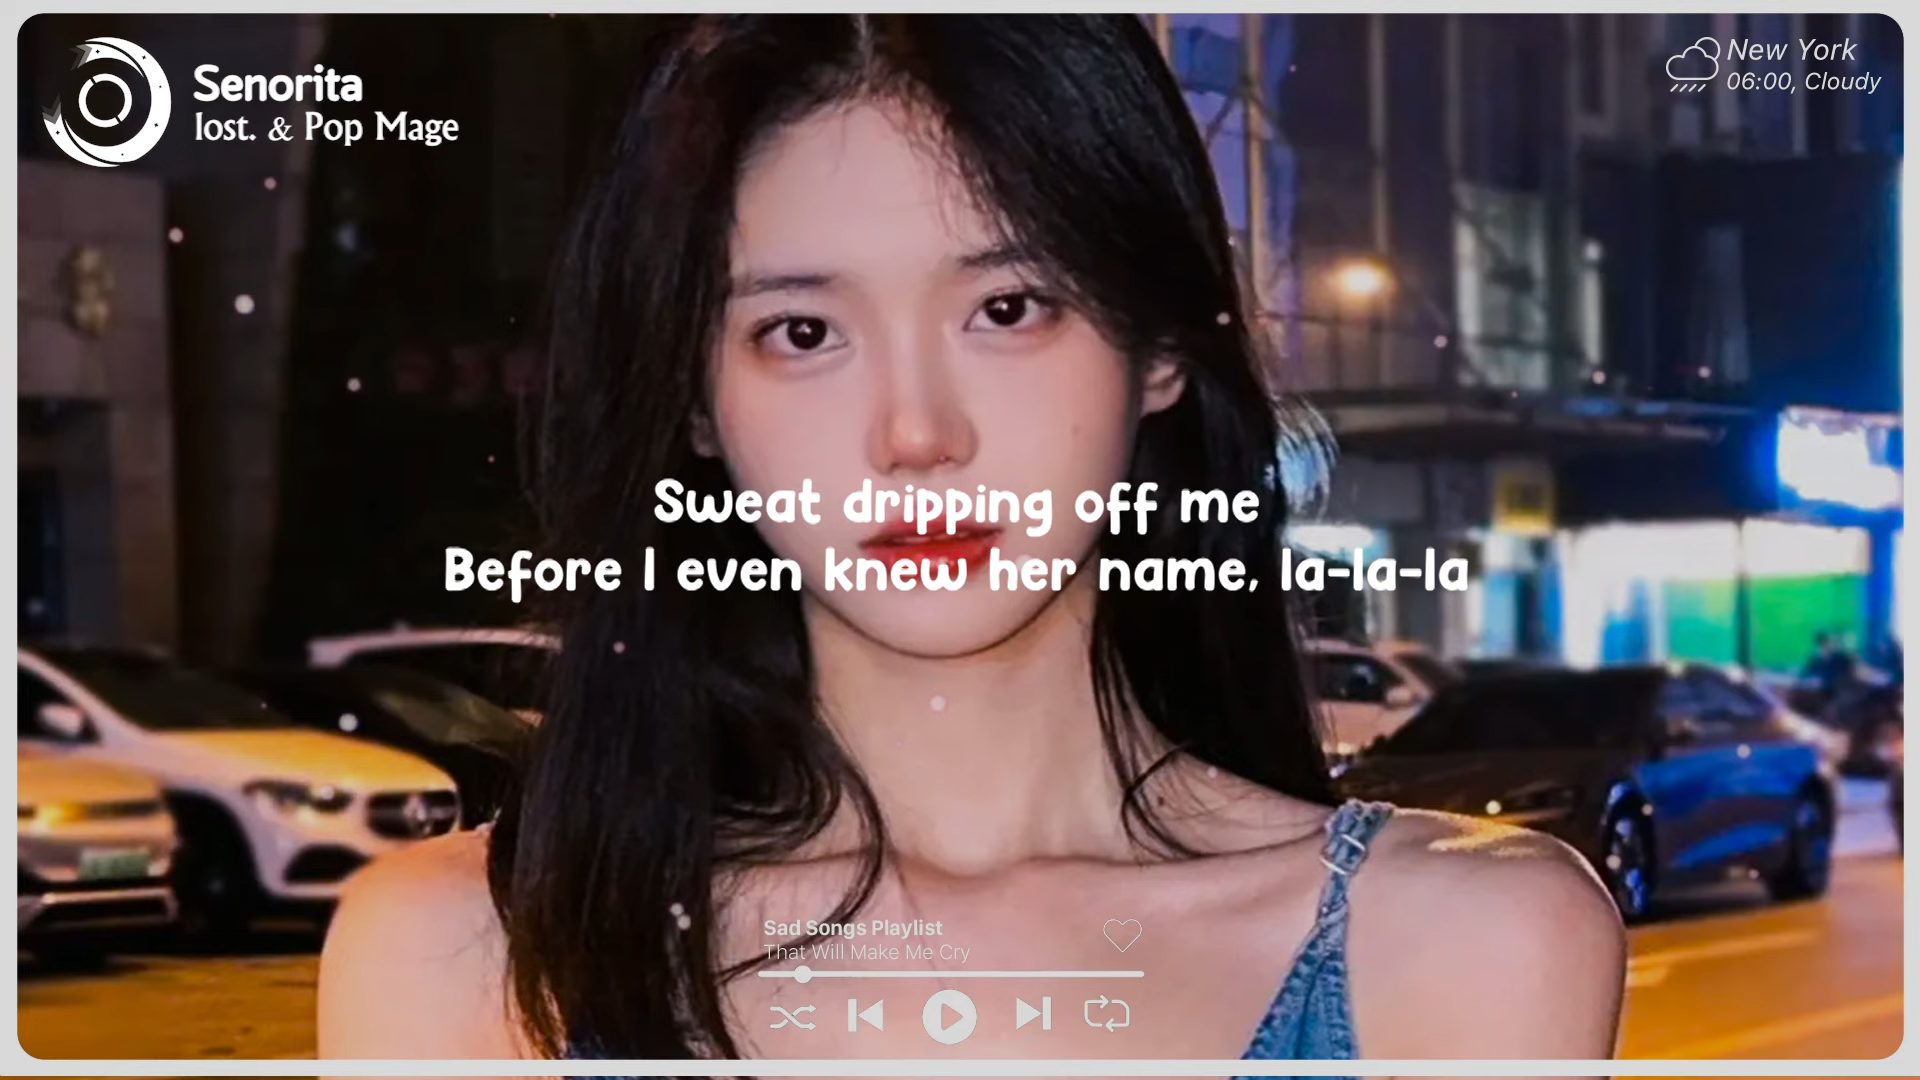 Senorita
lost. & Pop Mage
New York
06:00, Cloudy
Sweat dripping off me
Before I even knew her name, la-la-la
Sad Songs Playlist
That Will Make Me Cry